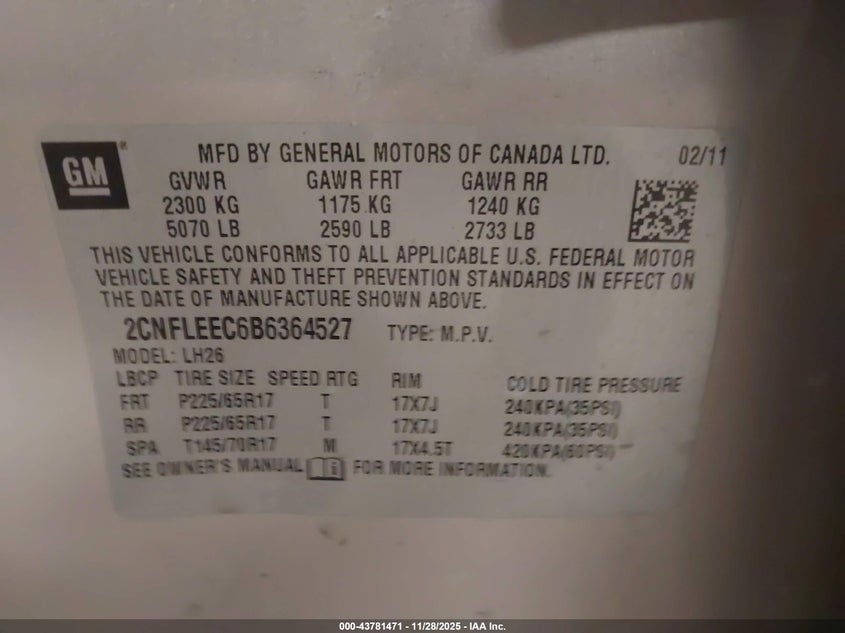 GM ® MFD BY GENERAL MOTORS OF CANADA LTD. 02/11
GVWR GAWR FRT GAWR RR
2300 KG 1175 KG 1240 KG
5070 LB 2590 LB 2733 LB
THIS VEHICLE CONFORMS TO ALL APPLICABLE U.S. FEDERAL MOTOR
VEHICLE SAFETY AND THEFT PREVENTION STANDARDS IN EFFECT ON
THE DATE OF MANUFACTURE SHOWN ABOVE.
2CNFLEEC6B6364527 TYPE: M.P.V.
MODEL: LH26
LBCP TIRE SIZE SPEED RTG RIM COLD TIRE PRESSURE
FRT P225/65R17 T 17X7J 240KPA(35PSI)
RR P225/65R17 T 17X7J 240KPA(35PSI)
SPA T145/70R17 M 17X4.5T 420KPA(60PSI)
SEE OWNER'S MANUAL FOR MORE INFORMATION.
000-43781471 - 11/28/2025 - IAA Inc.